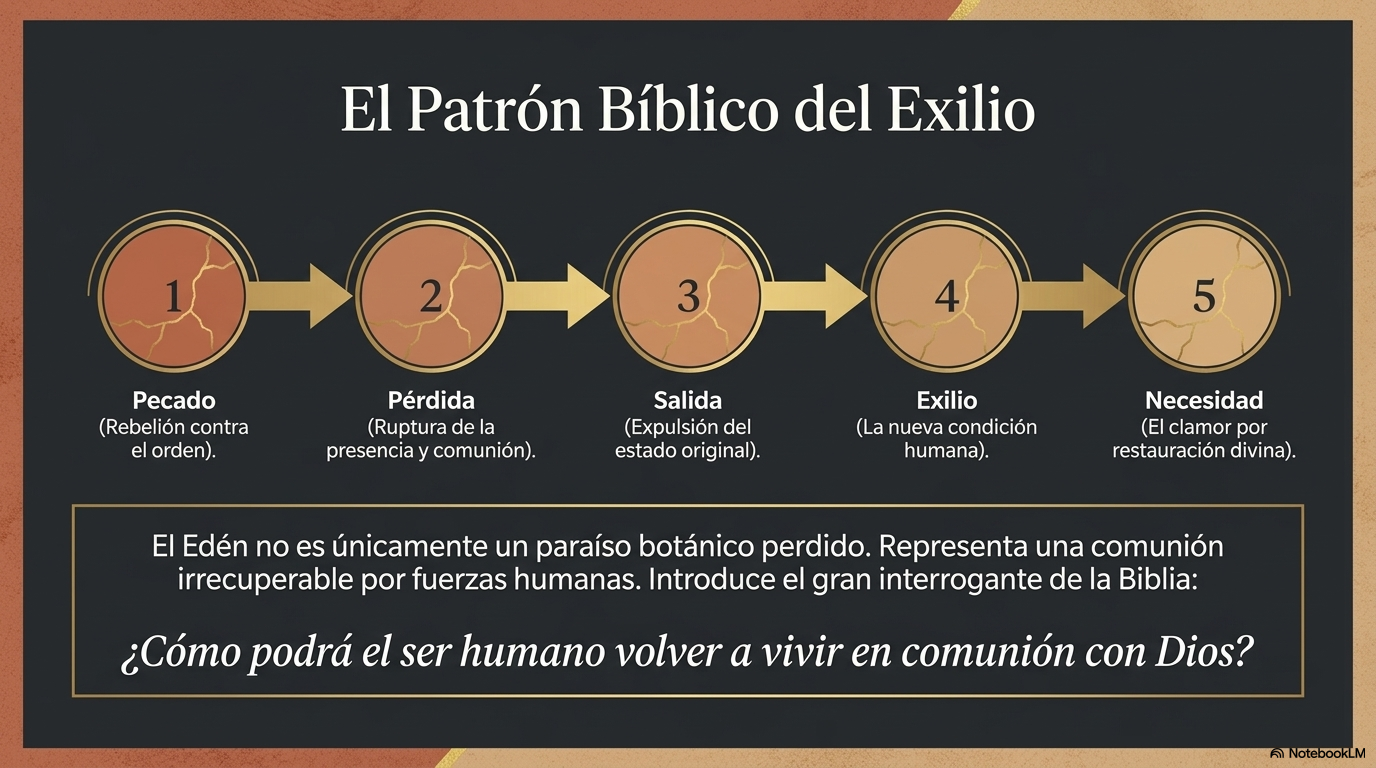 El Patrón Bíblico del Exilio
1
2
3
4
5
Pecado
(Rebelión contra
el orden).
Pérdida
(Ruptura de la
presencia y comunión).
Salida
(Expulsión del
estado original).
Exilio
(La nueva condición
humana).
Necesidad
(El clamor por
restauración divina).
El Edén no es únicamente un paraíso botánico perdido. Representa una comunión
irrecuperable por fuerzas humanas. Introduce el gran interrogante de la Biblia:
¿Cómo podrá el ser humano volver a vivir en comunión con Dios?
NotebookLM